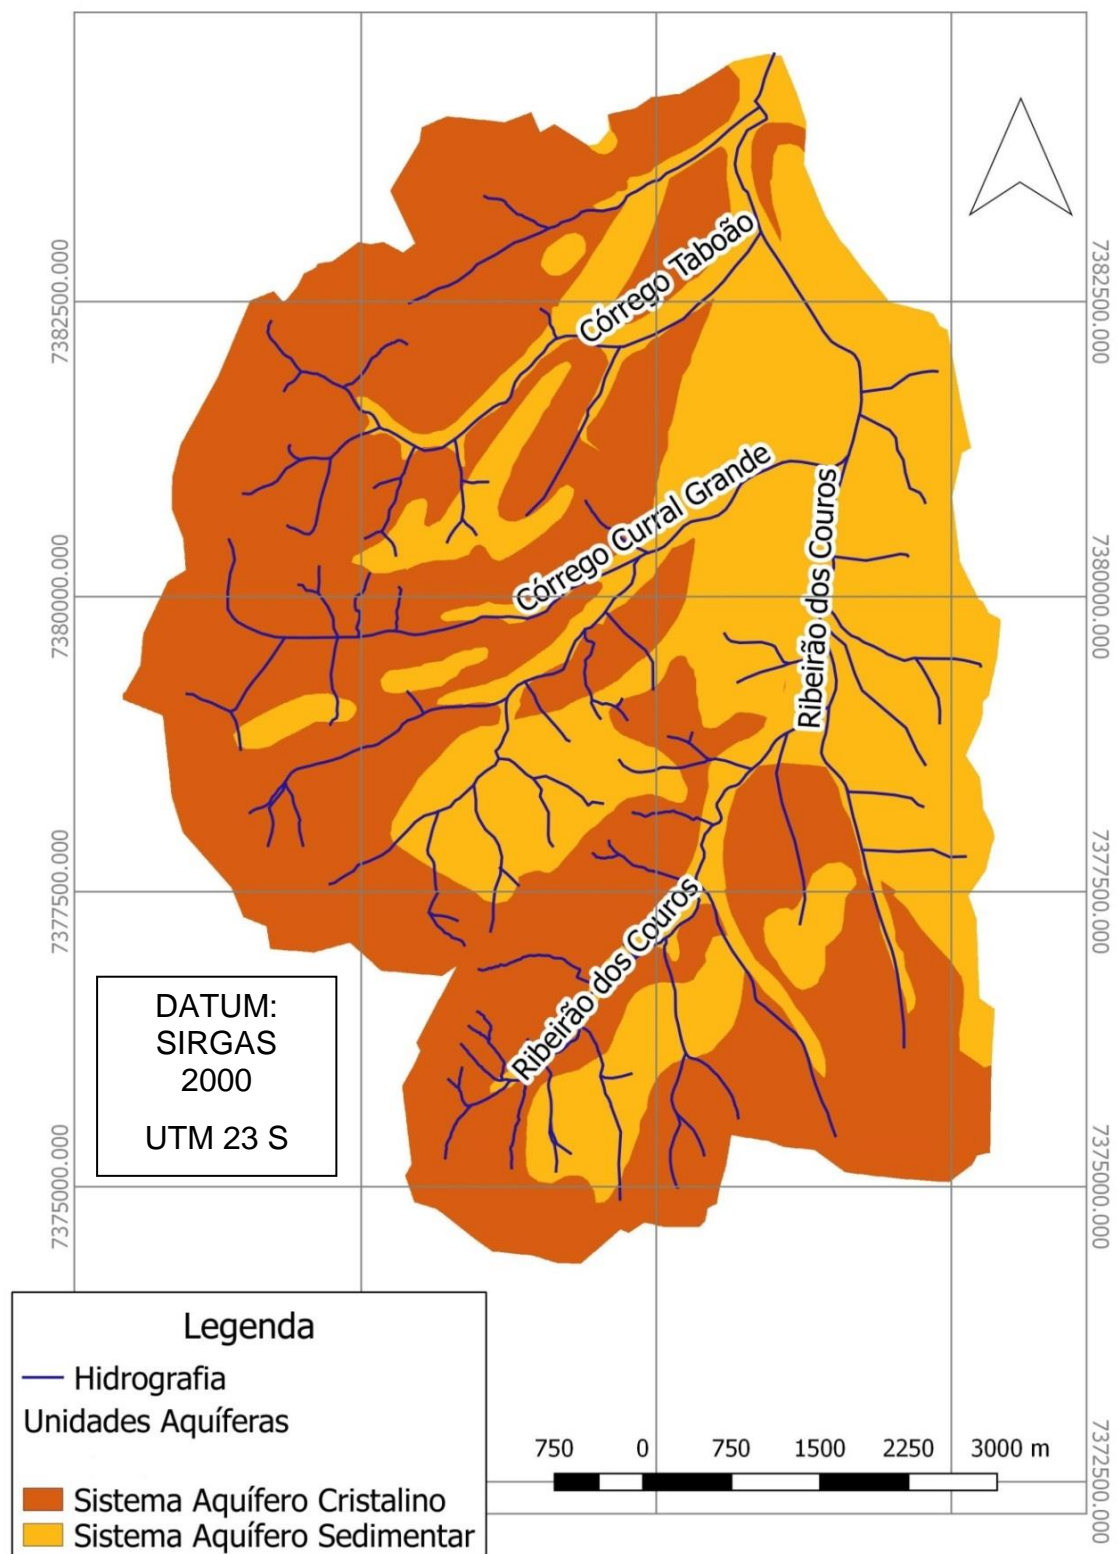 7382500.000
7382500.000
Córrego Taboão
Córrego Curral Grande
Ribeirão dos Couros
7380000.000
7380000.000
7377500.000
7377500.000
Ribeirão dos Couros
DATUM:
SIRGAS
2000
UTM 23 S
7375000.000
7375000.000
Legenda
Hidrografia
Unidades Aquíferas
Sistema Aquífero Cristalino
Sistema Aquífero Sedimentar
750 0 750 1500 2250 3000 m
7372500.000